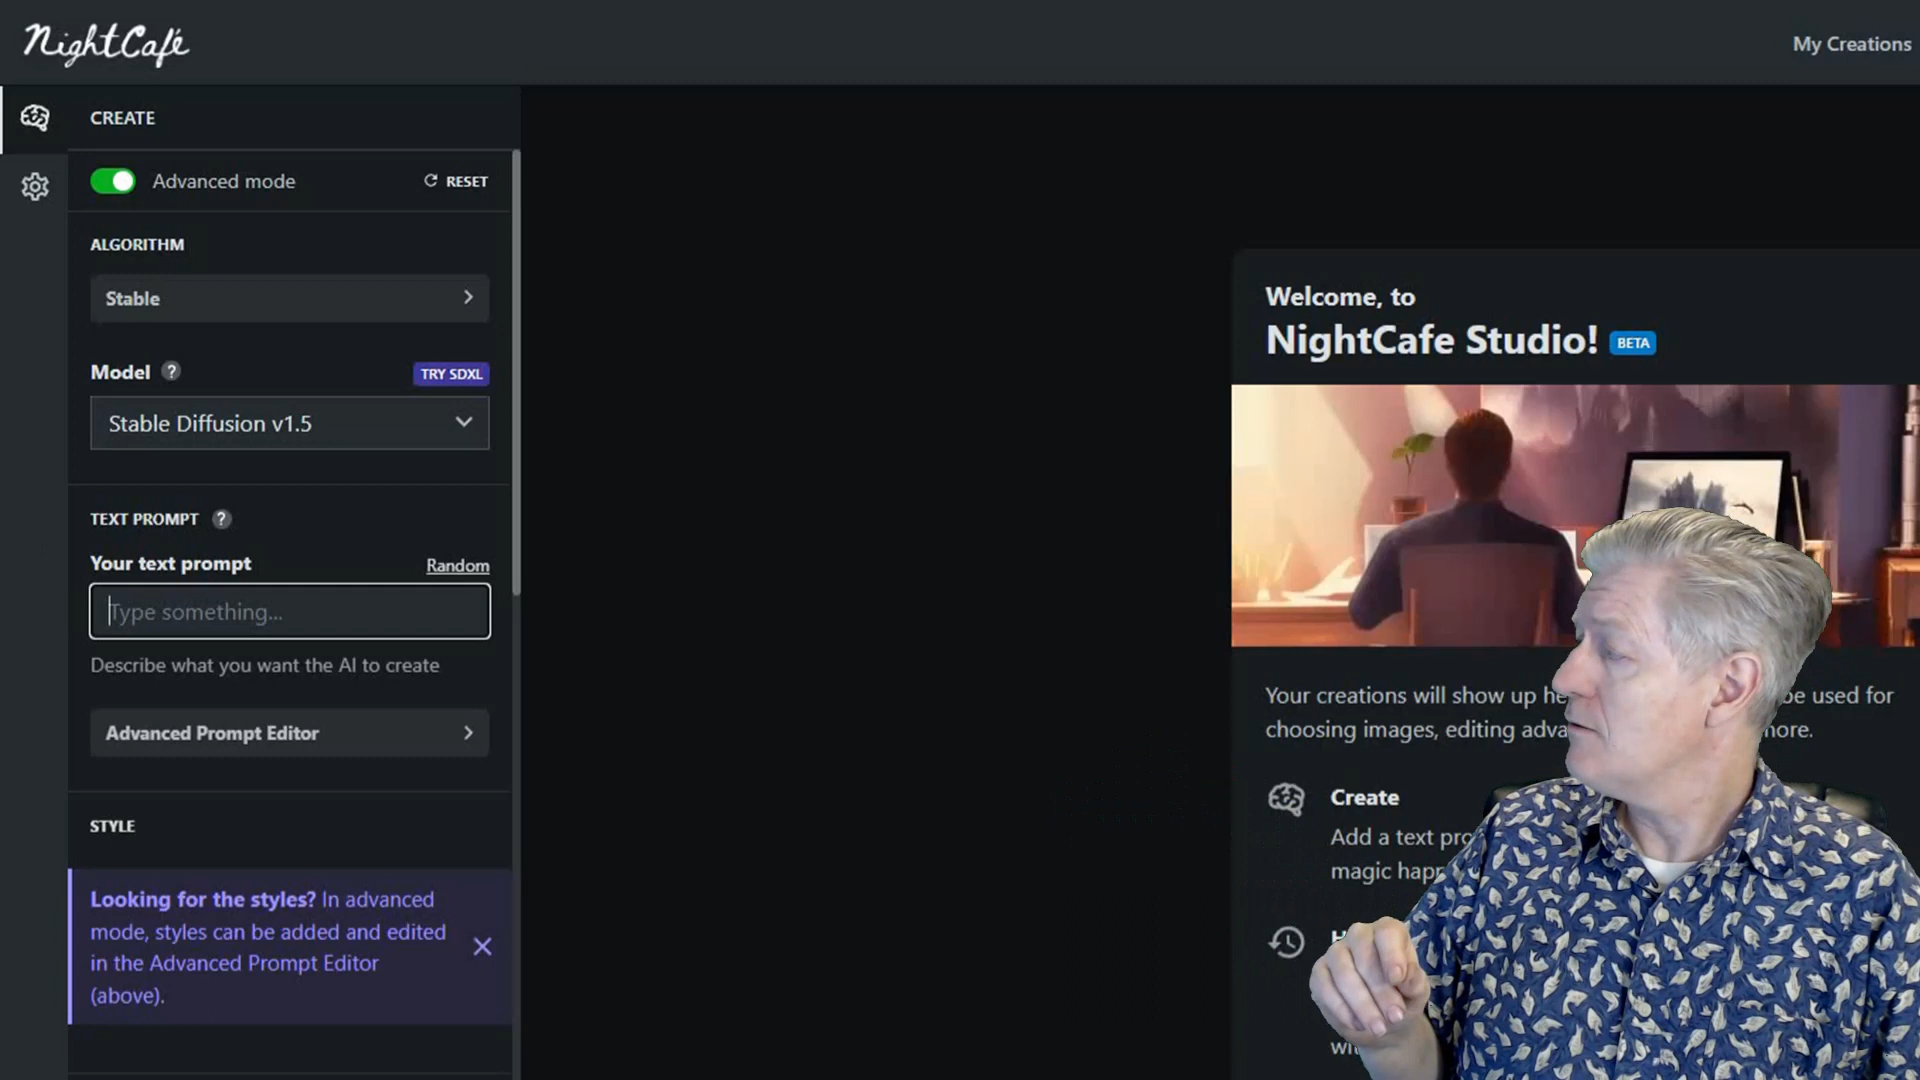 NightCafé
My Creations
CREATE
Advanced mode
RESET
ALGORITHM
Stable
Model ?
TRY SDXL
Stable Diffusion v1.5
TEXT PROMPT ?
Your text prompt
Random
Type something...
Describe what you want the AI to create
Advanced Prompt Editor
STYLE
Looking for the styles? In advanced
mode, styles can be added and edited
in the Advanced Prompt Editor
(above).
Welcome, to
NightCafe Studio! BETA
Your creations will show up be used for
choosing images, editing more.
Create
Add a text
magic